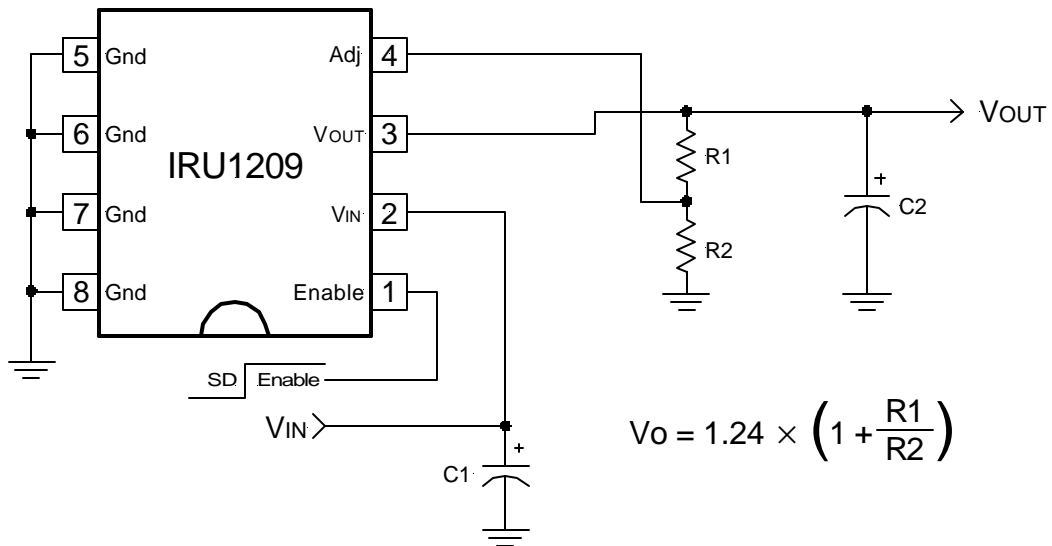 5 Gnd Adj 4
VOUT
6 Gnd VOUT 3
R1
IRU1209
7 Gnd VIN 2
+
C2
R2
8 Gnd Enable 1
SD Enable
VIN
+
C1
Vo = 1.24 × (1 + R1/R2)